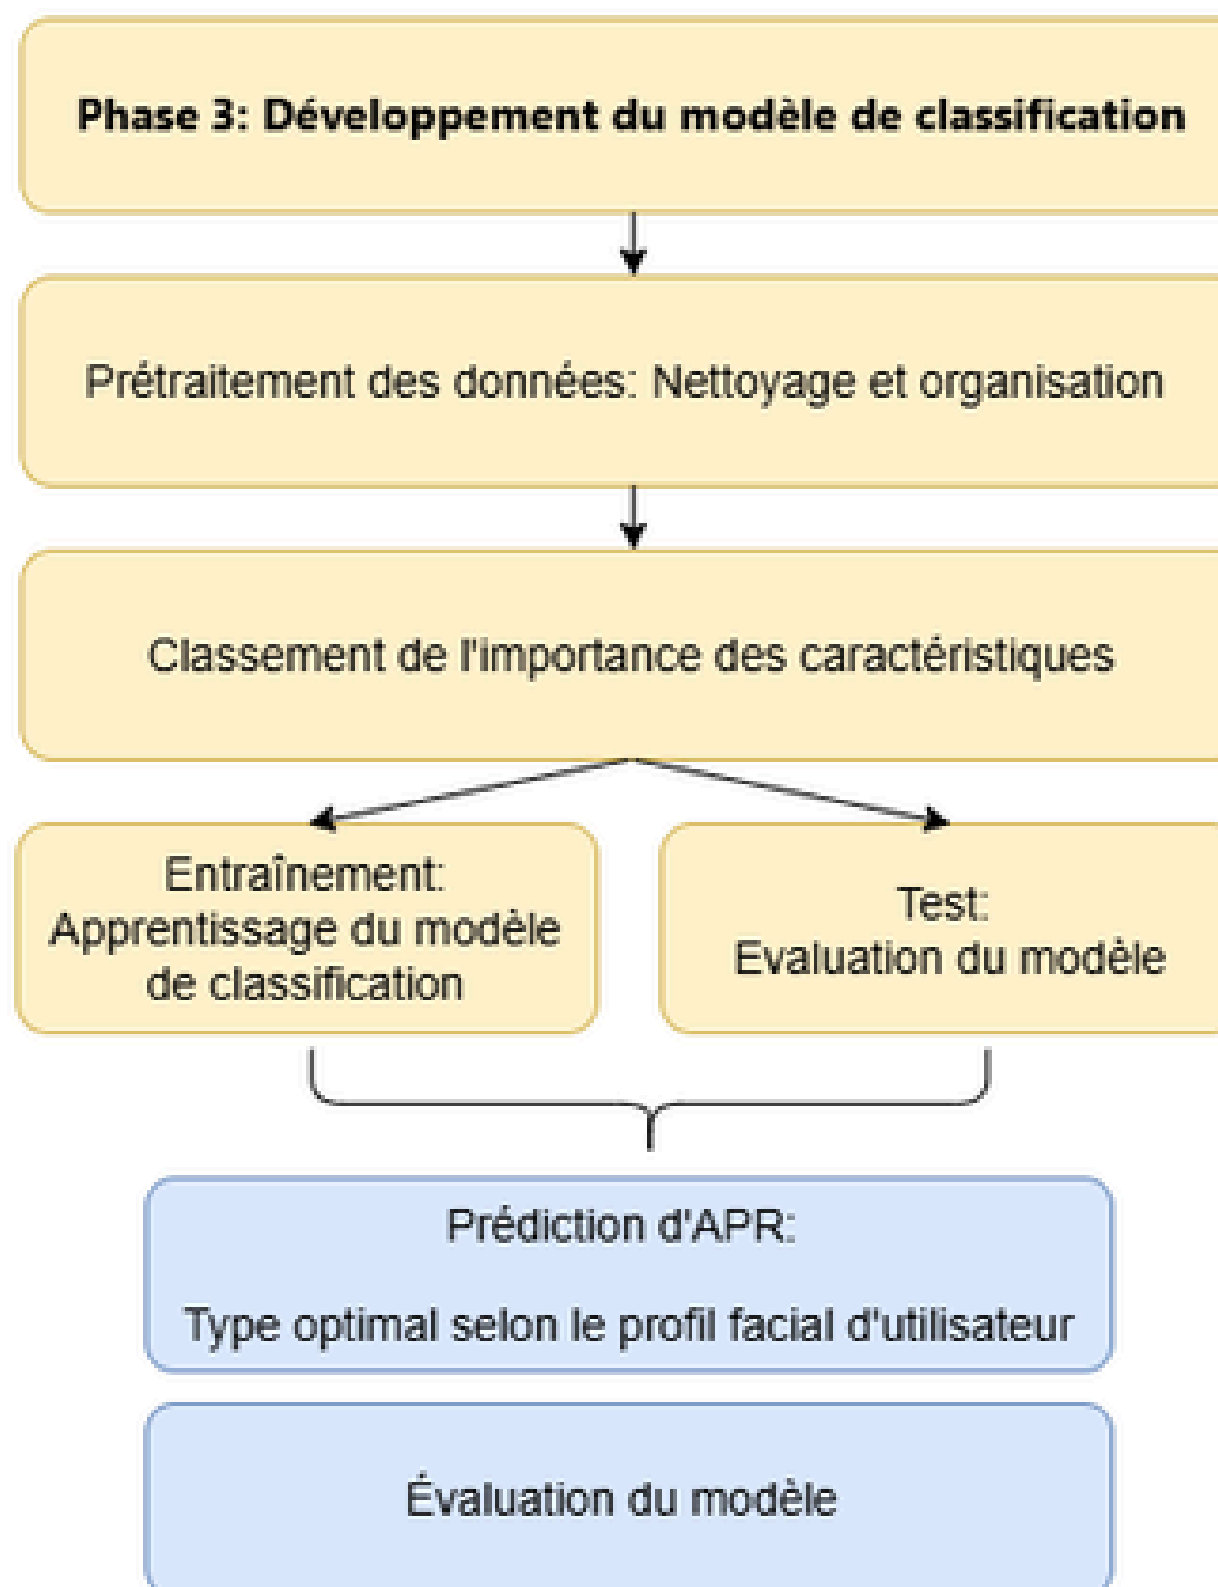 Phase 3: Développement du modèle de classification
Prétraitement des données: Nettoyage et organisation
Classement de l'importance des caractéristiques
Entraînement:
Apprentissage du modèle
de classification
Test:
Evaluation du modèle
Prédiction d'APR:
Type optimal selon le profil facial d'utilisateur
Évaluation du modèle